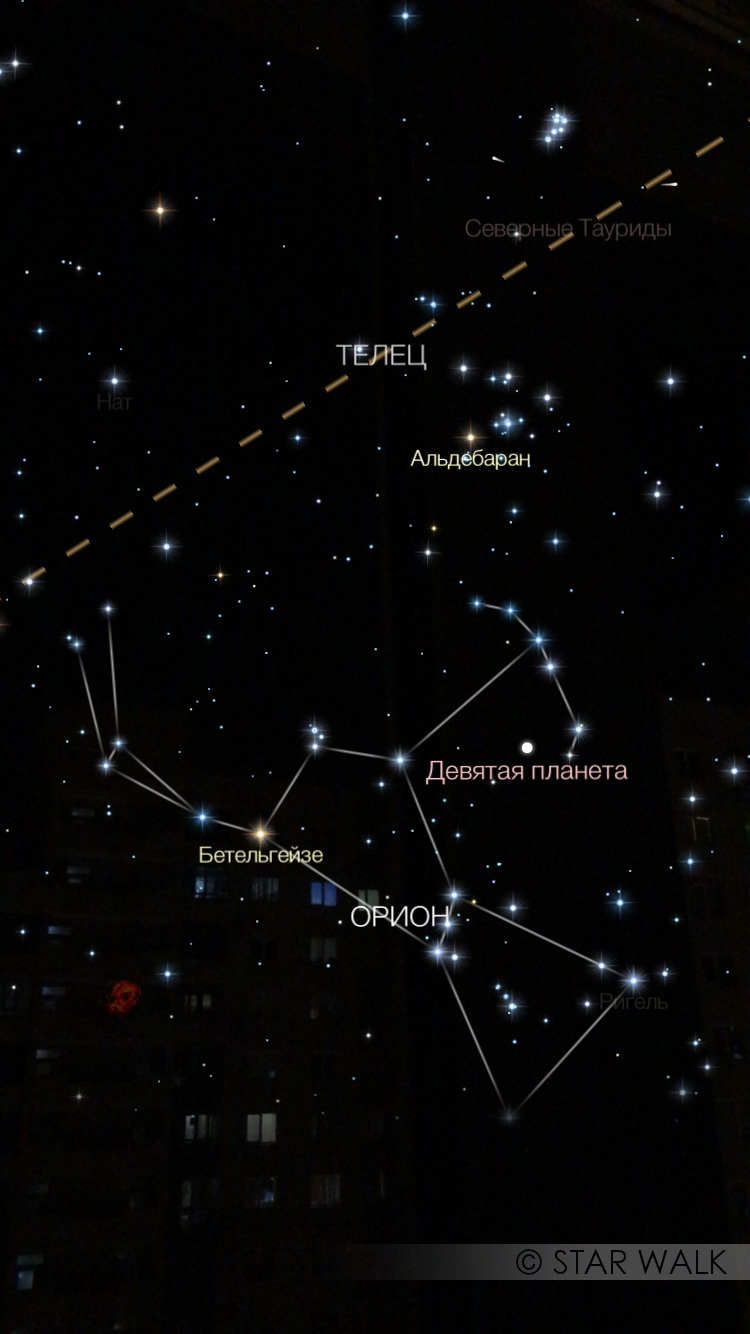 Северные Тауриды
ТЕЛЕЦ
Нат
Альдебаран
Девятая планета
Бетельгейзе
ОРИОН
Ригель
© STAR WALK